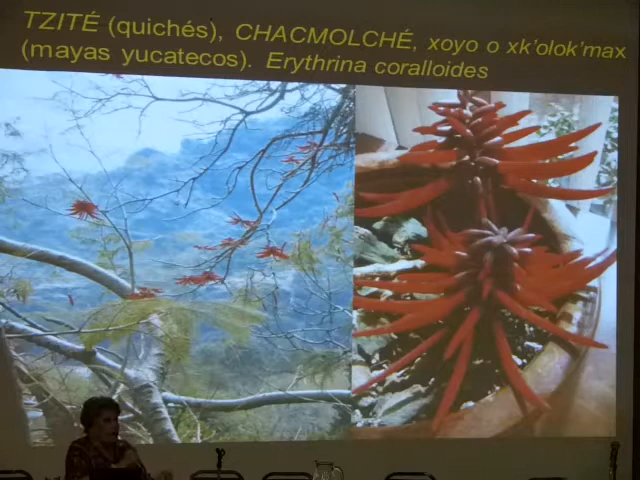 TZITÉ (quichés), CHACMOLCHÉ, xoyo o xk'olok'max
(mayas yucatecos). Erythrina coralloides